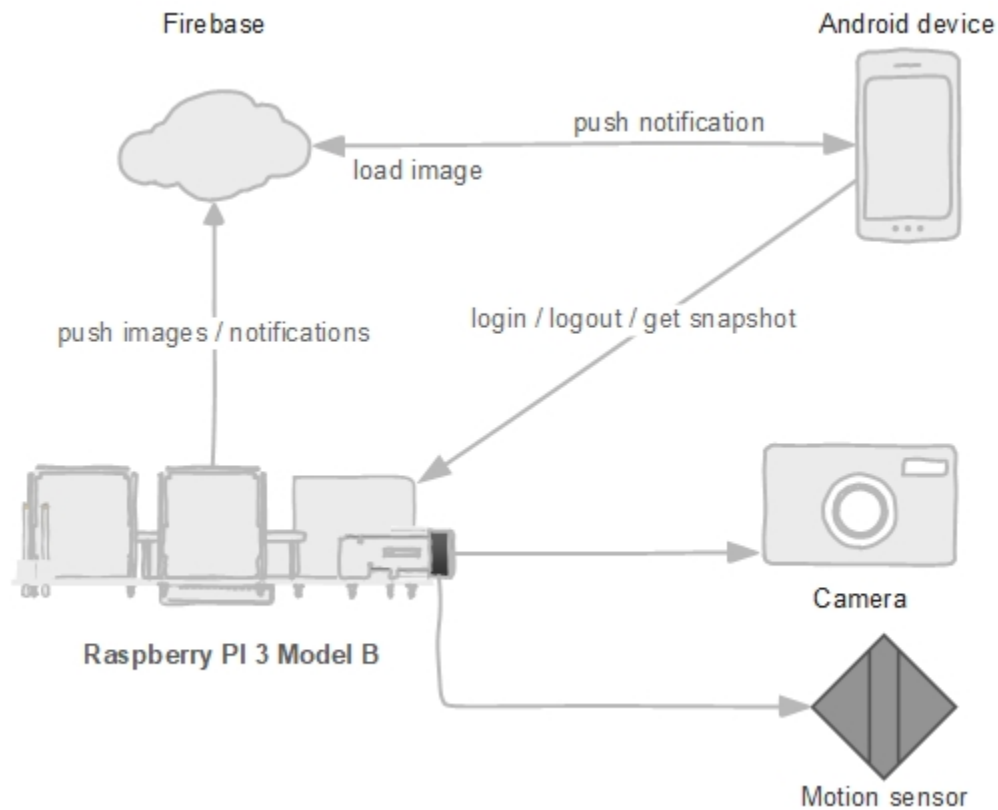 Firebase
Android device
push notification
load image
push images / notifications
login / logout / get snapshot
Camera
Raspberry PI 3 Model B
Motion sensor